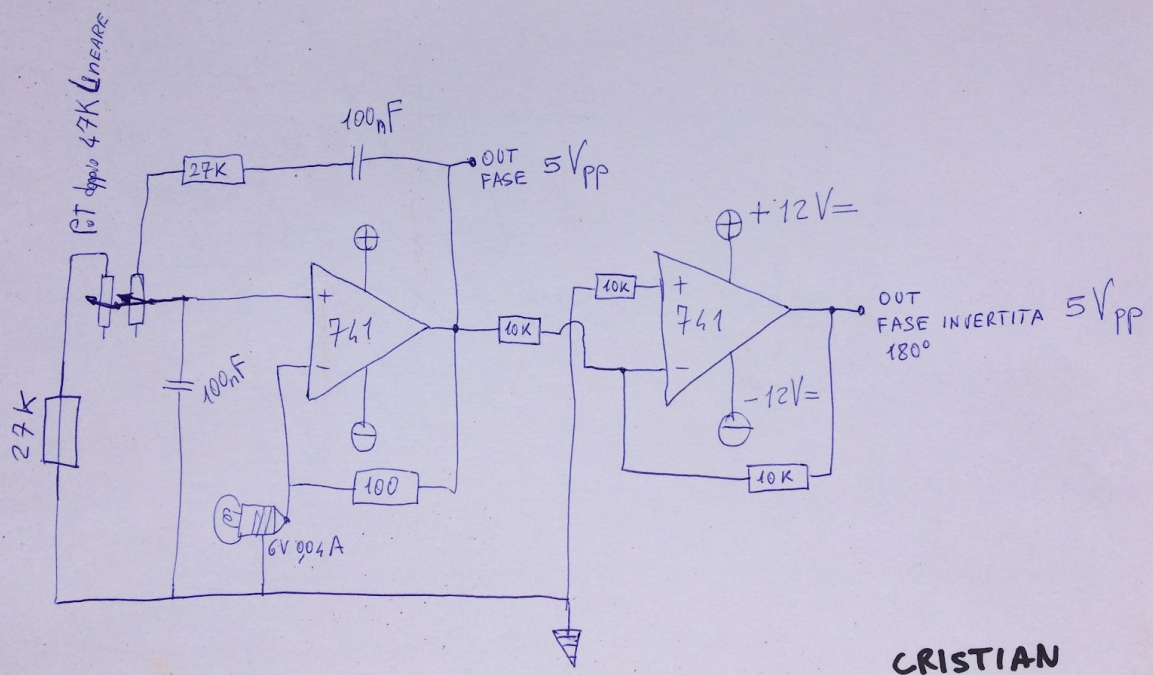 POT doppio 47K LINEARE
100nF
27K
OUT
FASE 5Vpp
+12V=
+
741
-
10K
10K
+
741
-
OUT
FASE INVERTITA 5Vpp
180°
100nF
-12V=
27K
100
10K
6V 0,04A
CRISTIAN